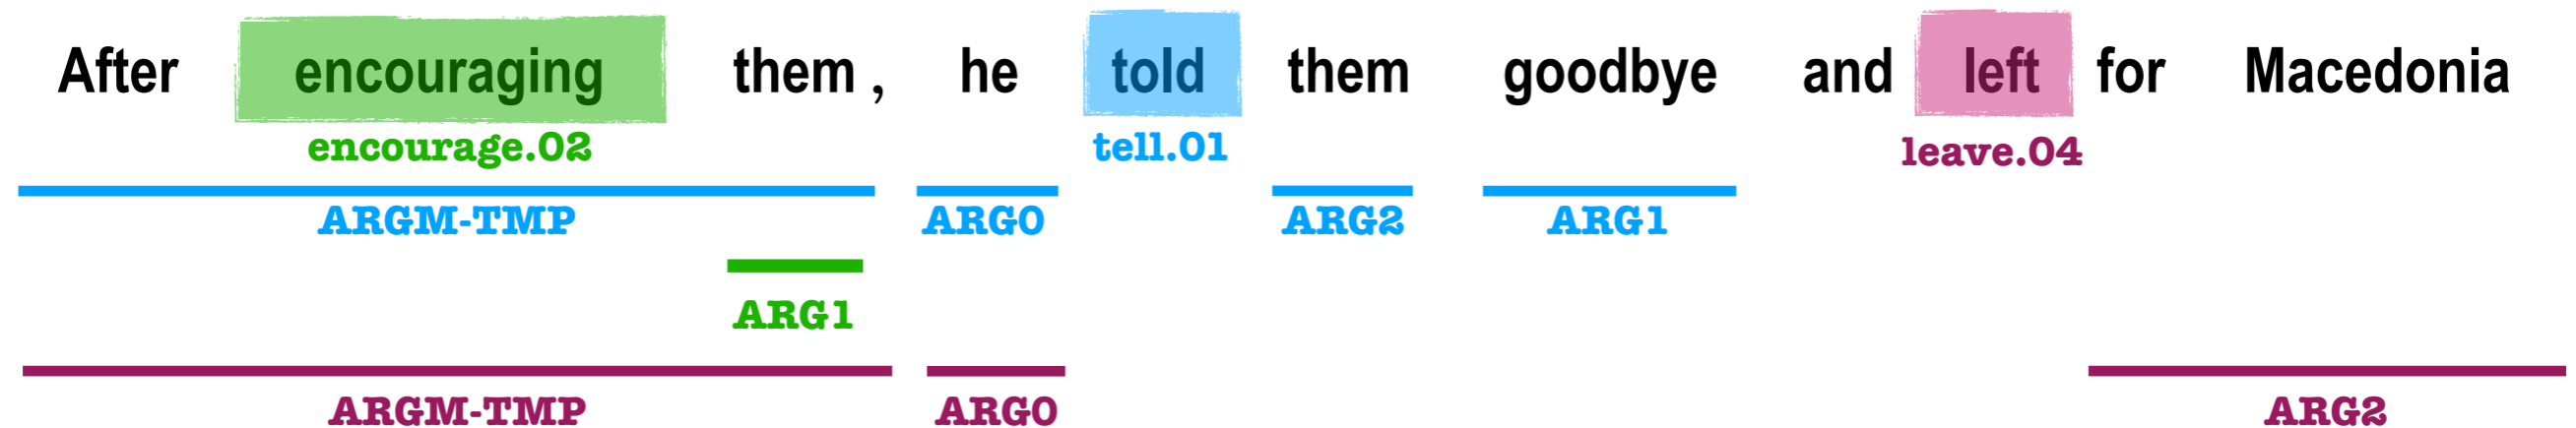 After encouraging them , he told them goodbye and left for Macedonia
encourage.02 tell.01 leave.04
ARGM-TMP ARG0 ARG2 ARG1
ARG1
ARGM-TMP ARG0 ARG2